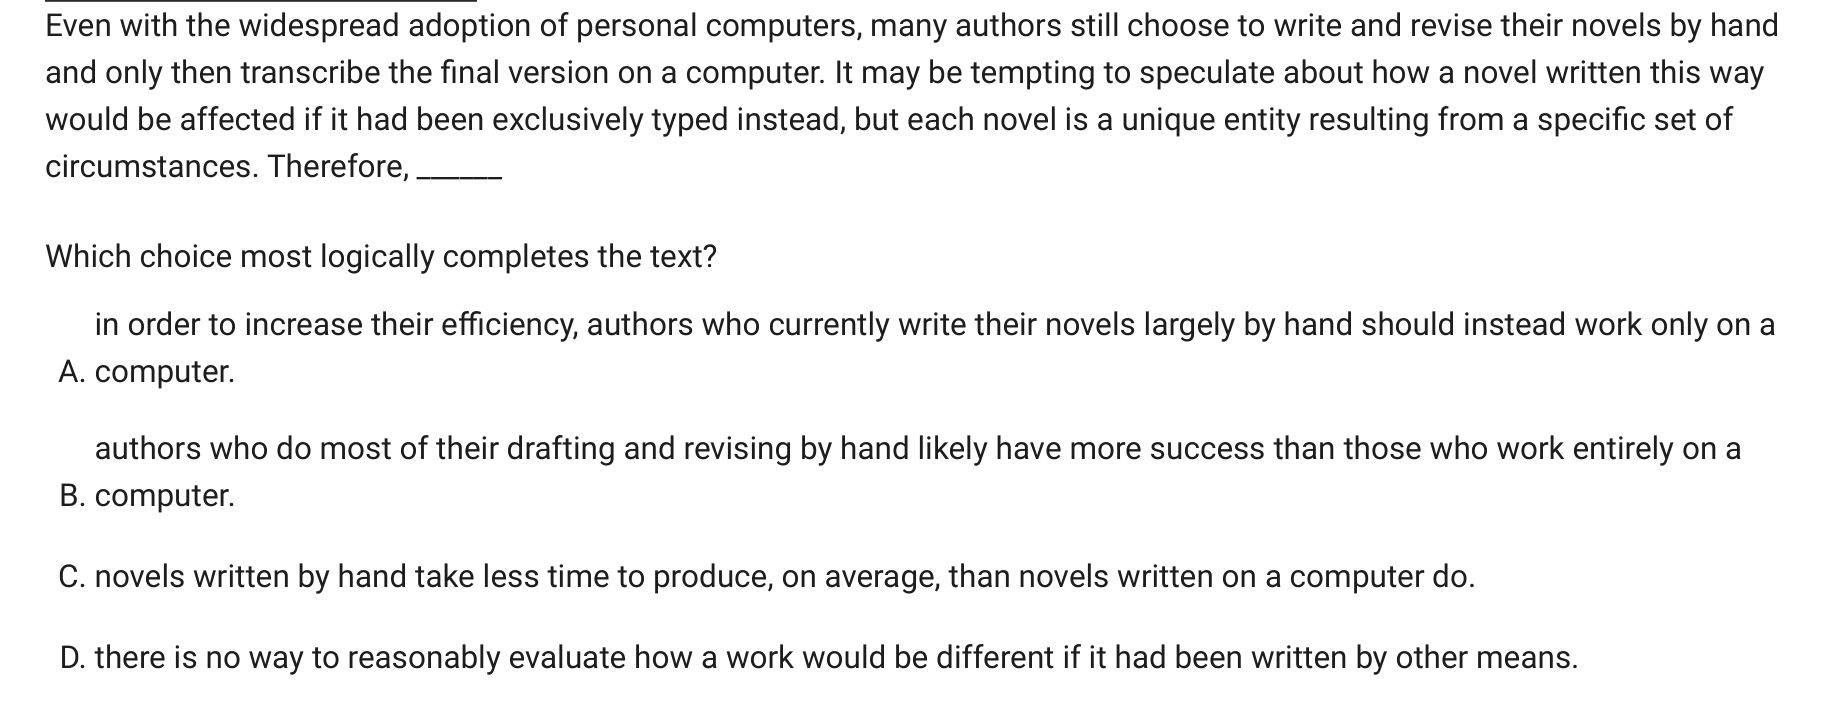 Even with the widespread adoption of personal computers, many authors still choose to write and revise their novels by hand
and only then transcribe the final version on a computer. It may be tempting to speculate about how a novel written this way
would be affected if it had been exclusively typed instead, but each novel is a unique entity resulting from a specific set of
circumstances. Therefore, ______
Which choice most logically completes the text?
in order to increase their efficiency, authors who currently write their novels largely by hand should instead work only on a
A. computer.
authors who do most of their drafting and revising by hand likely have more success than those who work entirely on a
B. computer.
C. novels written by hand take less time to produce, on average, than novels written on a computer do.
D. there is no way to reasonably evaluate how a work would be different if it had been written by other means.